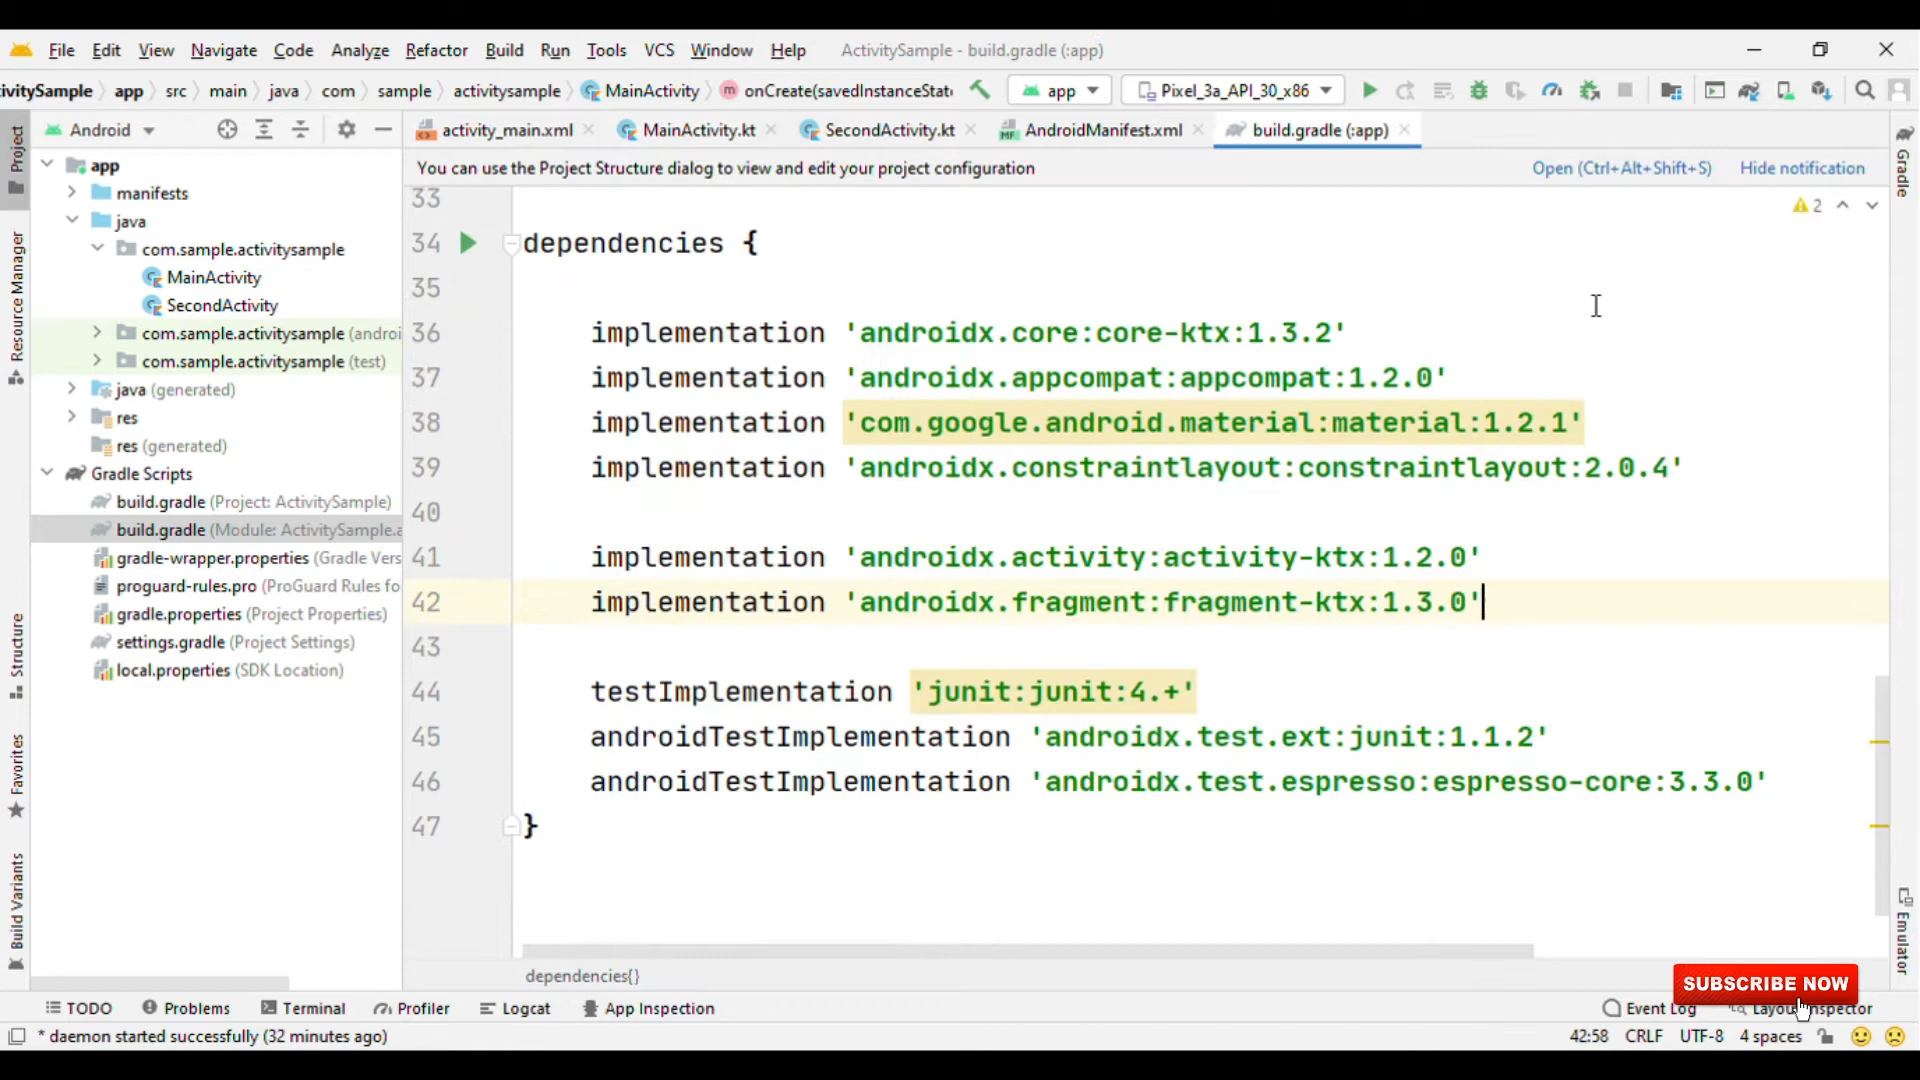 File Edit View Navigate Code Analyze Refactor Build Run Tools VCS Window Help ActivitySample - build.gradle (:app)
ivitySample app src main java com sample activitysample MainActivity onCreate(savedInstanceStat app Pixel_3a_API_30_x86
Android activity_main.xml MainActivity.kt SecondActivity.kt AndroidManifest.xml build.gradle (:app)
You can use the Project Structure dialog to view and edit your project configuration Open (Ctrl+Alt+Shift+S) Hide notification
Project
Resource Manager
Structure
Favorites
Build Variants
app
manifests
java
com.sample.activitysample
MainActivity
SecondActivity
com.sample.activitysample (androi
com.sample.activitysample (test)
java (generated)
res
res (generated)
Gradle Scripts
build.gradle (Project: ActivitySample)
build.gradle (Module: ActivitySample.a
gradle-wrapper.properties (Gradle Vers
proguard-rules.pro (ProGuard Rules fo
gradle.properties (Project Properties)
settings.gradle (Project Settings)
local.properties (SDK Location)
2
33
34 dependencies {
35
36 implementation 'androidx.core:core-ktx:1.3.2'
37 implementation 'androidx.appcompat:appcompat:1.2.0'
38 implementation 'com.google.android.material:material:1.2.1'
39 implementation 'androidx.constraintlayout:constraintlayout:2.0.4'
40
41 implementation 'androidx.activity:activity-ktx:1.2.0'
42 implementation 'androidx.fragment:fragment-ktx:1.3.0'
43
44 testImplementation 'junit:junit:4.+'
45 androidTestImplementation 'androidx.test.ext:junit:1.1.2'
46 androidTestImplementation 'androidx.test.espresso:espresso-core:3.3.0'
47 }
dependencies{}
Gradle
Emulator
SUBSCRIBE NOW
TODO Problems Terminal Profiler Logcat App Inspection Event Log Layout Inspector
* daemon started successfully (32 minutes ago) 42:58 CRLF UTF-8 4 spaces